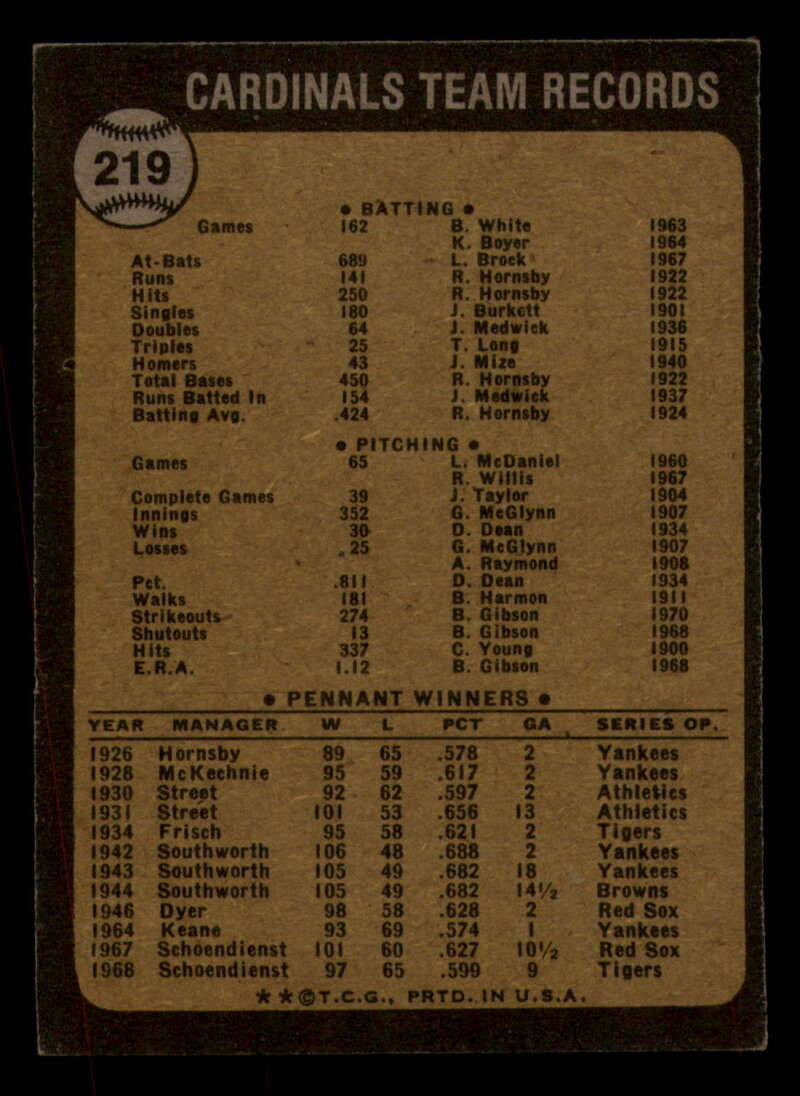 CARDINALS TEAM RECORDS
219
• BATTING •
Games 162 B. White 1963
K. Boyer 1964
At-Bats 689 L. Brock 1967
Runs 141 R. Hornsby 1922
Hits 250 R. Hornsby 1922
Singles 180 J. Burkett 1901
Doubles 64 J. Medwick 1936
Triples 25 T. Long 1915
Homers 43 J. Mize 1940
Total Bases 450 R. Hornsby 1922
Runs Batted In 154 J. Medwick 1937
Batting Avg. .424 R. Hornsby 1924
• PITCHING •
Games 65 L. McDaniel 1960
R. Willis 1967
Complete Games 39 J. Taylor 1904
Innings 352 G. McGlynn 1907
Wins 30 D. Dean 1934
Losses 25 G. McGlynn 1907
A. Raymond 1908
Pct. .811 D. Dean 1934
Walks 181 B. Harmon 1911
Strikeouts 274 B. Gibson 1970
Shutouts 13 B. Gibson 1968
Hits 337 C. Young 1900
E.R.A. 1.12 B. Gibson 1968
• PENNANT WINNERS •
YEAR MANAGER W L PCT GA SERIES OP.
1926 Hornsby 89 65 .578 2 Yankees
1928 McKechnie 95 59 .617 2 Yankees
1930 Street 92 62 .597 2 Athletics
1931 Street 101 53 .656 13 Athletics
1934 Frisch 95 58 .621 2 Tigers
1942 Southworth 106 48 .688 2 Yankees
1943 Southworth 105 49 .682 18 Yankees
1944 Southworth 105 49 .682 14½ Browns
1946 Dyer 98 58 .628 2 Red Sox
1964 Keane 93 69 .574 1 Yankees
1967 Schoendienst 101 60 .627 10½ Red Sox
1968 Schoendienst 97 65 .599 9 Tigers
★ ★ © T.C.G., PRTD. IN U.S.A.